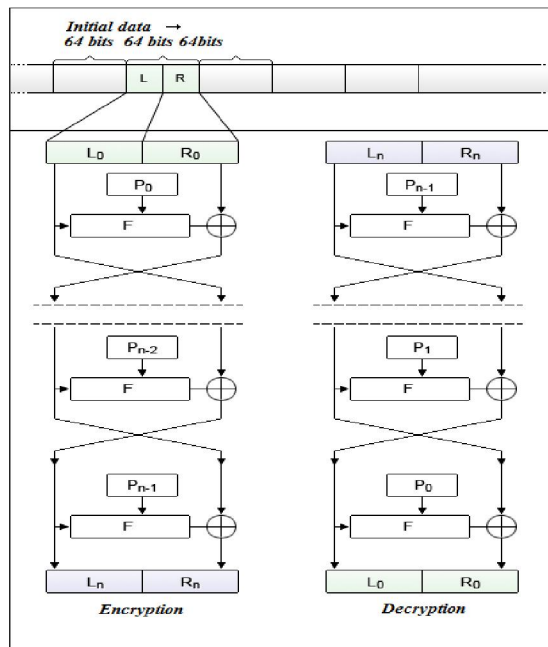 Initial data →
64 bits 64 bits 64bits
L R
L₀ R₀
P₀
F
Pₙ₋₂
F
Pₙ₋₁
F
Lₙ Rₙ
Encryption
Lₙ Rₙ
Pₙ₋₁
F
P₁
F
P₀
F
L₀ R₀
Decryption